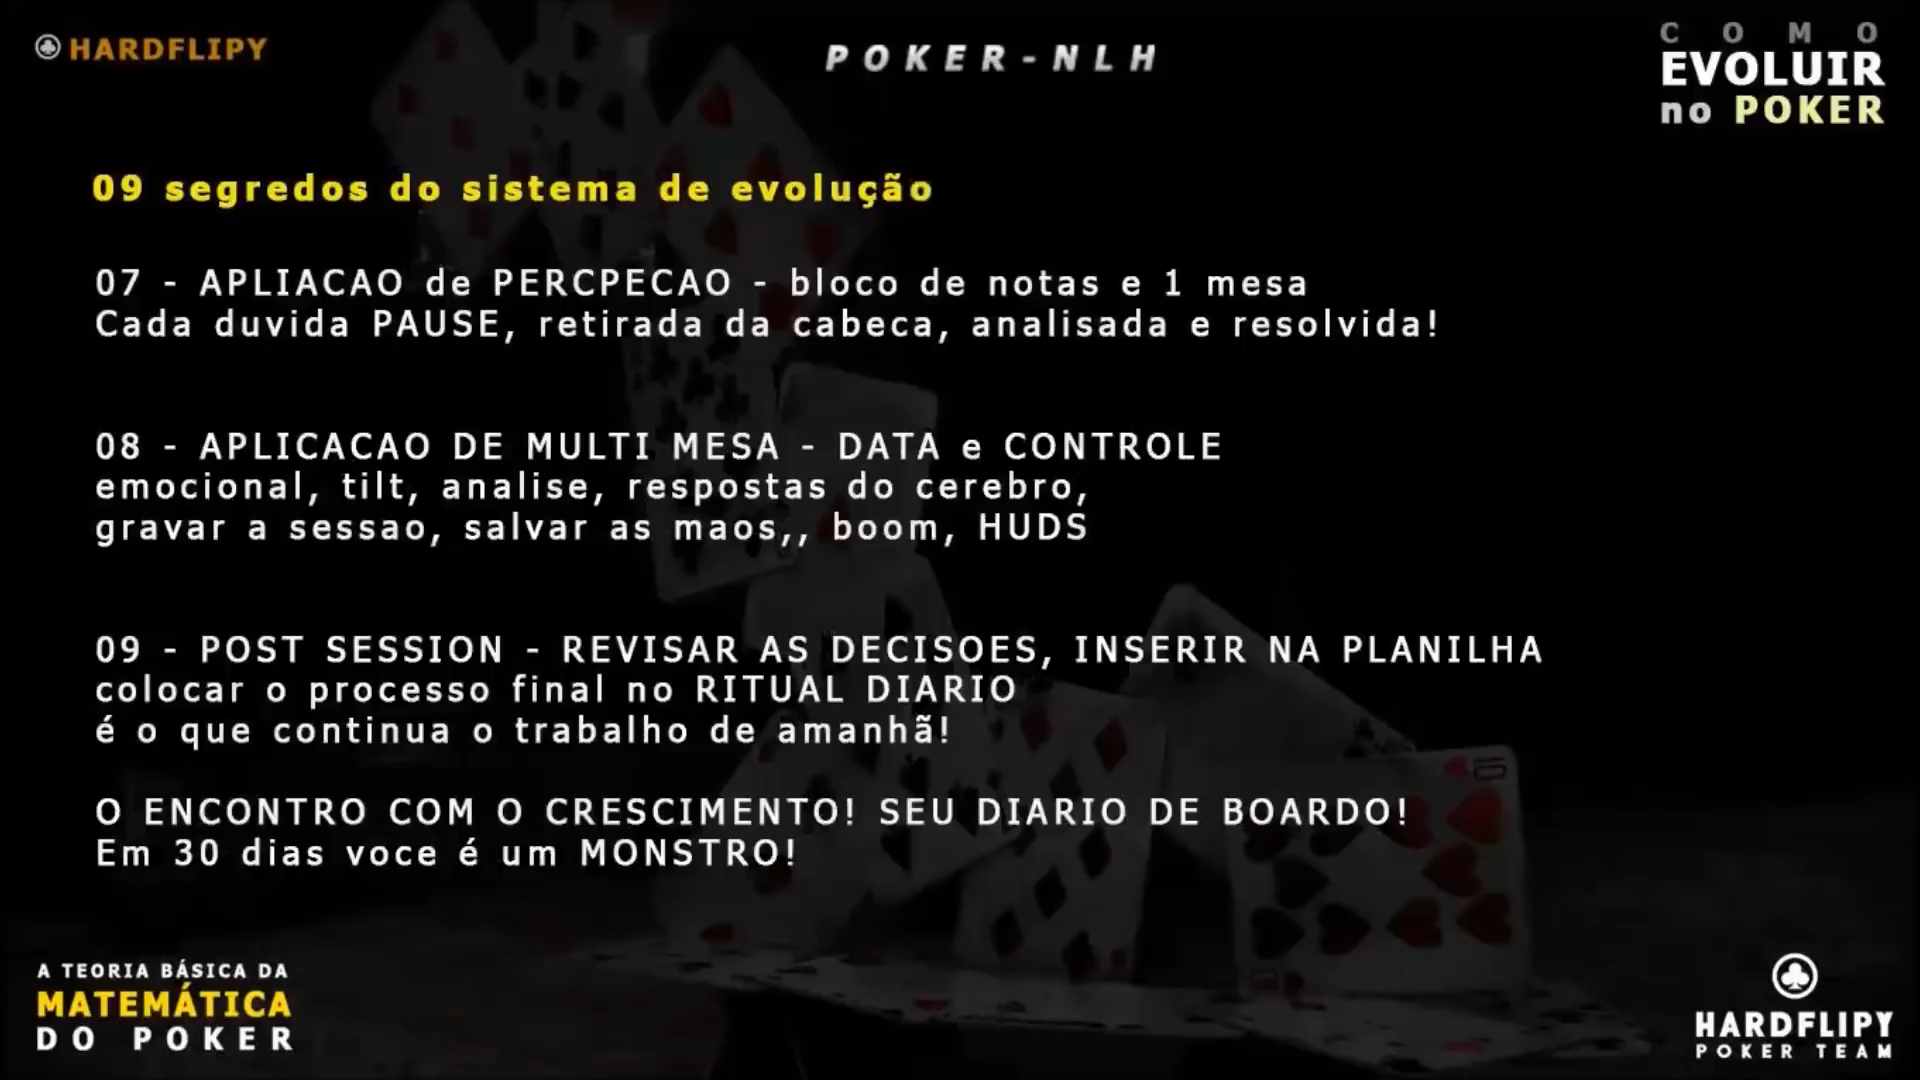 HARDFLIPY
POKER-NLH
COMO
EVOLUIR
no POKER
09 segredos do sistema de evolução
07 - APLIACAO de PERCPECAO - bloco de notas e 1 mesa
Cada duvida PAUSE, retirada da cabeca, analisada e resolvida!
08 - APLICACAO DE MULTI MESA - DATA e CONTROLE
emocional, tilt, analise, respostas do cerebro,
gravar a sessao, salvar as maos,, boom, HUDS
09 - POST SESSION - REVISAR AS DECISOES, INSERIR NA PLANILHA
colocar o processo final no RITUAL DIARIO
é o que continua o trabalho de amanhã!
O ENCONTRO COM O CRESCIMENTO! SEU DIARIO DE BOARDO!
Em 30 dias voce é um MONSTRO!
A TEORIA BÁSICA DA
MATEMÁTICA
DO POKER
HARDFLIPY
POKER TEAM